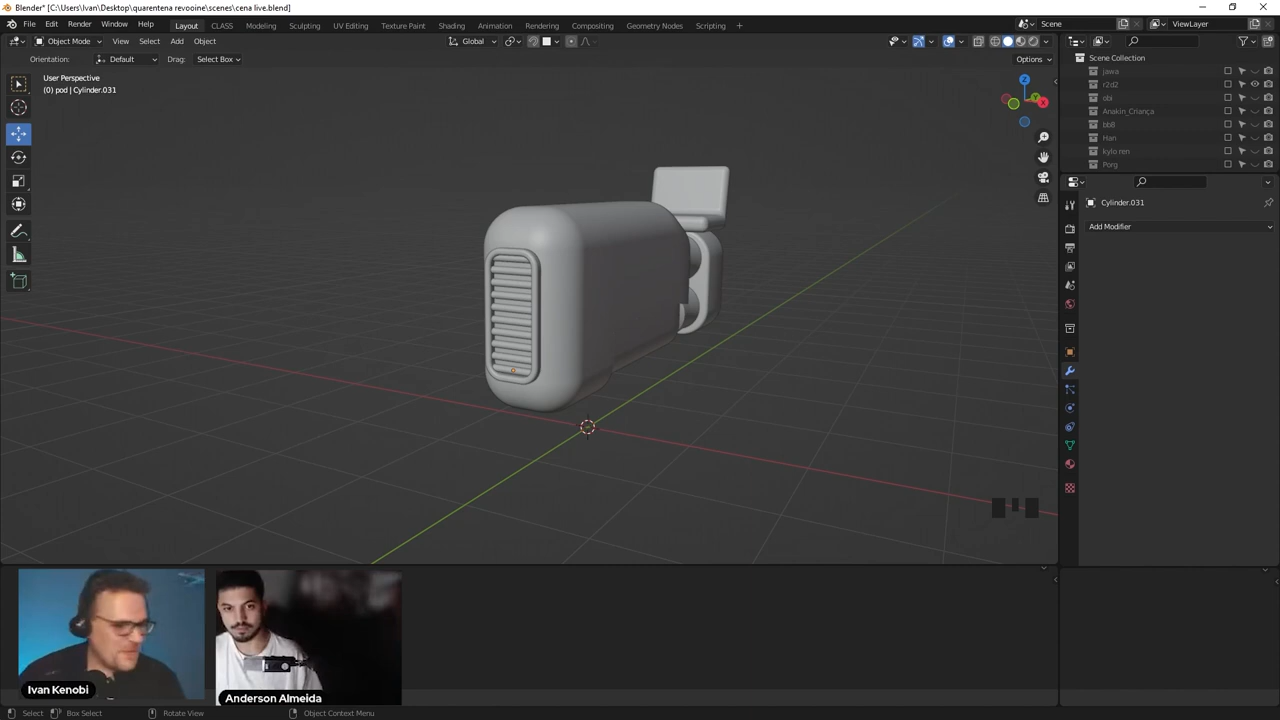 Blender* [C:\Users\Ivan\Desktop\quarentena revooine\scenes\cena live.blend]
File Edit Render Window Help Layout CLASS Modeling Sculpting UV Editing Texture Paint Shading Animation Rendering Compositing Geometry Nodes Scripting Scene ViewLayer
Object Mode View Select Add Object Global
Orientation: Default Drag: Select Box Options
User Perspective
(0) pod | Cylinder.031
Z
Y
X
Scene Collection
jawa
r2d2
obi
Anakin_Criança
bb8
Han
kylo ren
Porg
Cylinder.031
Add Modifier
Ivan Kenobi
Anderson Almeida
Select Box Select Rotate View Object Context Menu